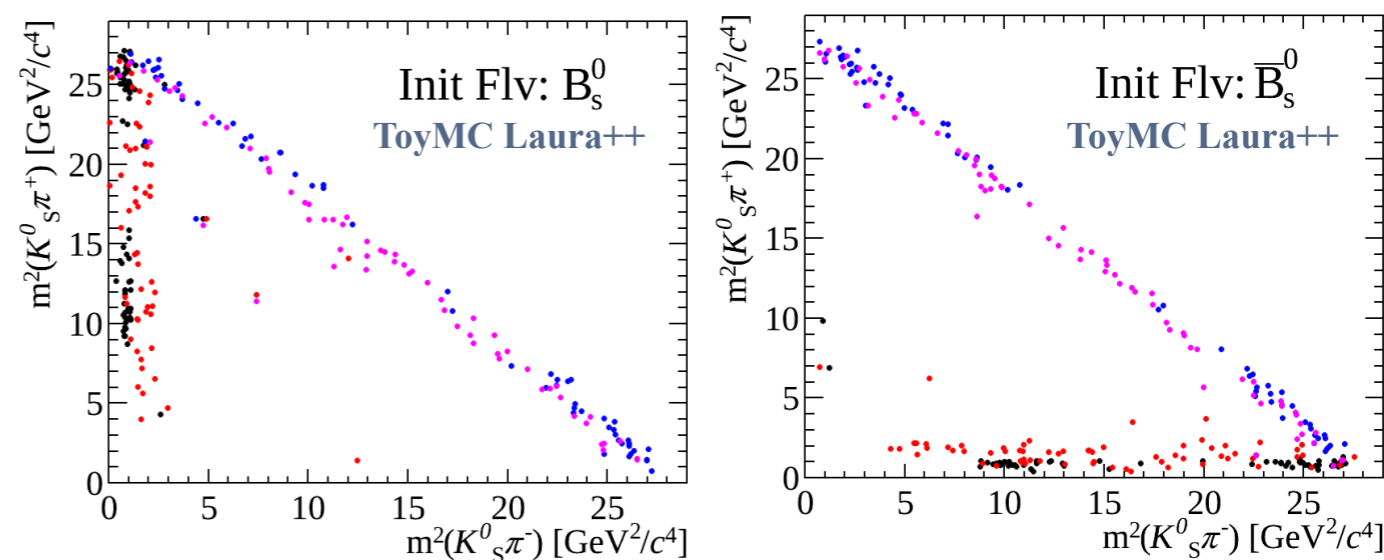 m²(K⁰ₛπ⁺) [GeV²/c⁴]
25
20
15
10
5
0
Init Flv: B⁰ₛ
ToyMC Laura++
0 5 10 15 20 25
m²(K⁰ₛπ⁻) [GeV²/c⁴]
m²(K⁰ₛπ⁺) [GeV²/c⁴]
25
20
15
10
5
0
Init Flv: B̅⁰ₛ
ToyMC Laura++
0 5 10 15 20 25
m²(K⁰ₛπ⁻) [GeV²/c⁴]